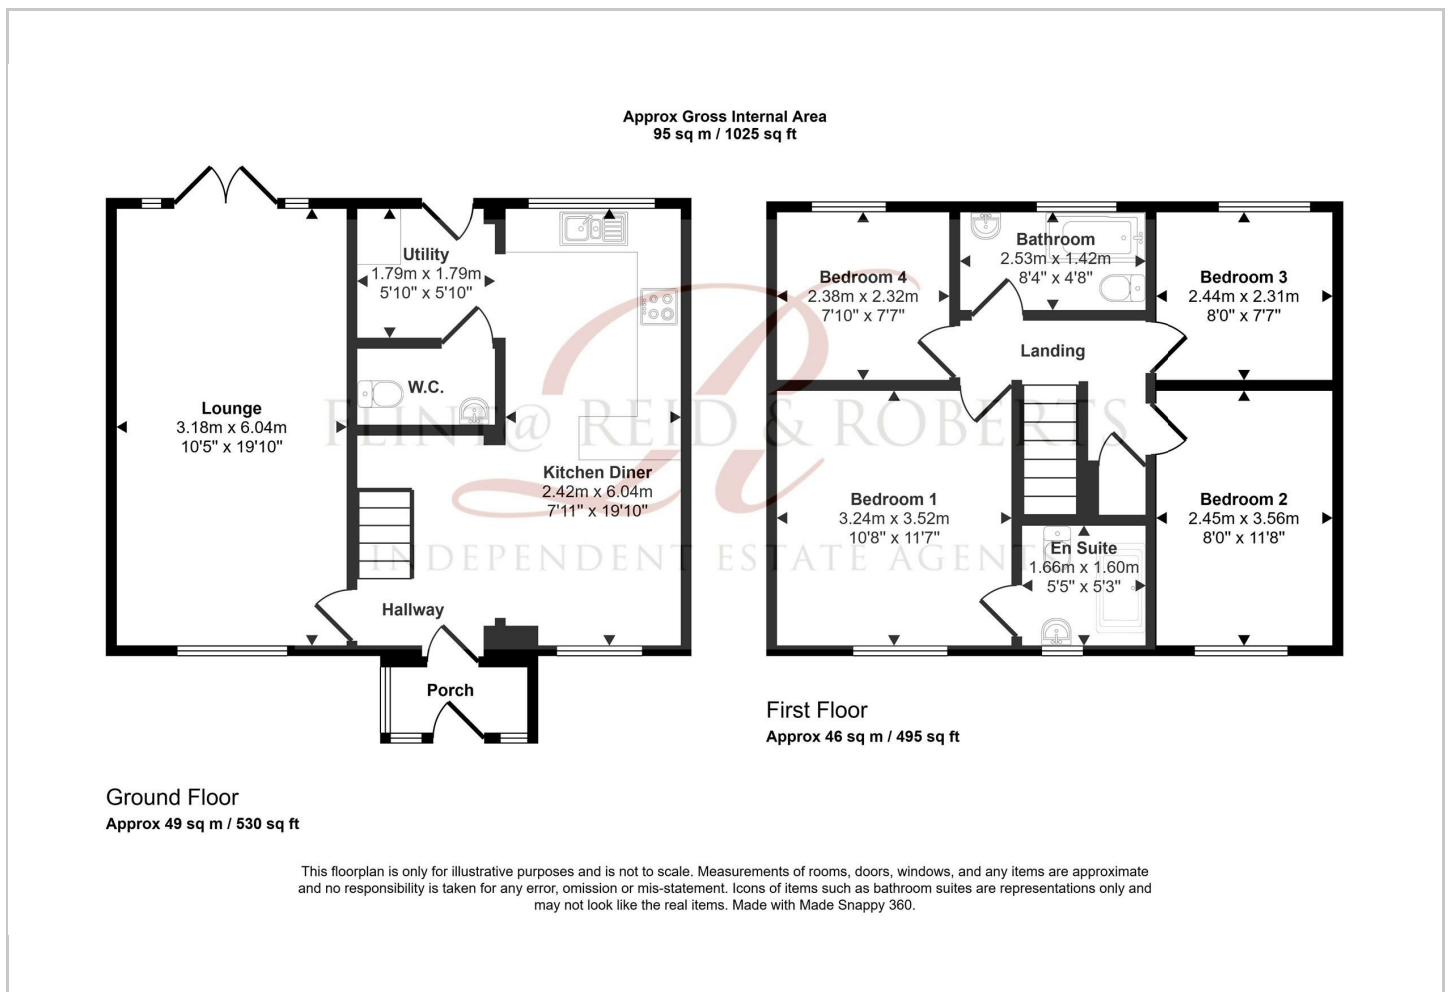 Approx Gross Internal Area
95 sq m / 1025 sq ft
Utility
1.79m x 1.79m
5'10" x 5'10"
W.C.
Lounge
3.18m x 6.04m
10'5" x 19'10"
Kitchen Diner
2.42m x 6.04m
7'11" x 19'10"
Hallway
Porch
Ground Floor
Approx 49 sq m / 530 sq ft
Bedroom 4
2.38m x 2.32m
7'10" x 7'7"
Bathroom
2.53m x 1.42m
8'4" x 4'8"
Bedroom 3
2.44m x 2.31m
8'0" x 7'7"
Landing
Bedroom 1
3.24m x 3.52m
10'8" x 11'7"
En Suite
1.66m x 1.60m
5'5" x 5'3"
Bedroom 2
2.45m x 3.56m
8'0" x 11'8"
First Floor
Approx 46 sq m / 495 sq ft
R
FLINT@ REID & ROBERTS
INDEPENDENT ESTATE AGENTS
This floorplan is only for illustrative purposes and is not to scale. Measurements of rooms, doors, windows, and any items are approximate
and no responsibility is taken for any error, omission or mis-statement. Icons of items such as bathroom suites are representations only and
may not look like the real items. Made with Made Snappy 360.